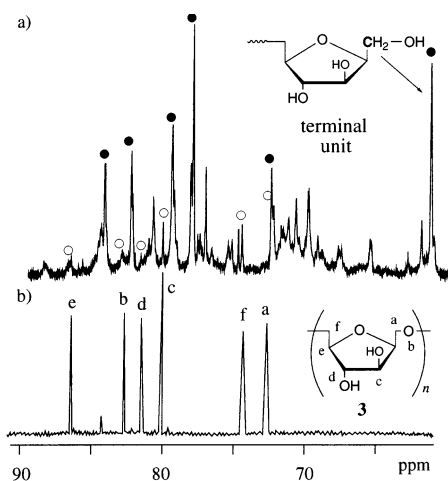 a)
O
CH₂–OH
HO
HO
terminal
unit
b)
e
b
d
c
f
a
f
O
a
O
b
e
HO
d
OH
c
n
3
90
80
70
ppm